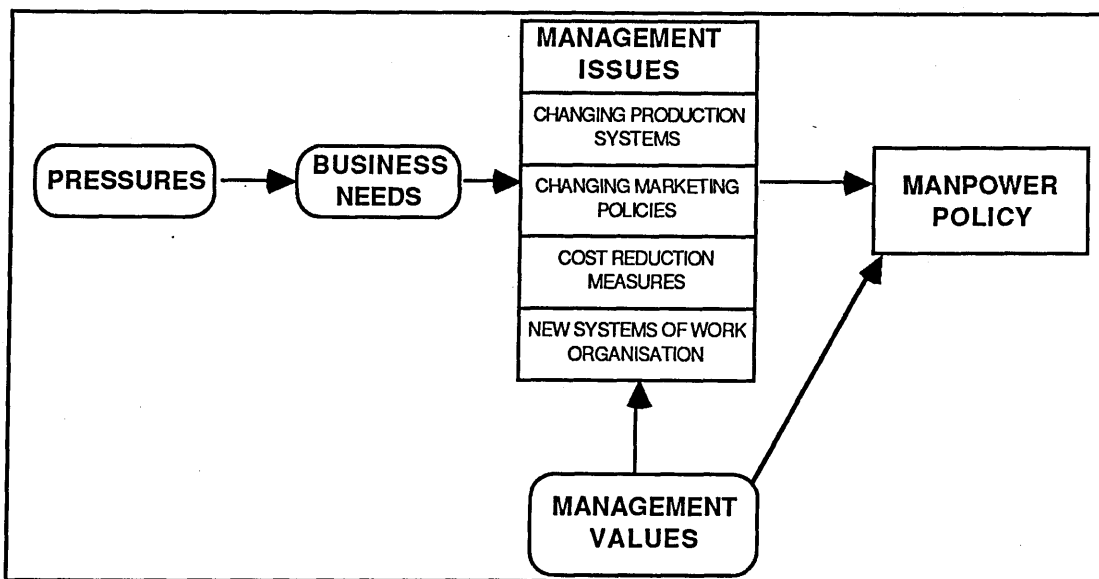 PRESSURES
BUSINESS
NEEDS
MANAGEMENT
ISSUES
CHANGING PRODUCTION
SYSTEMS
CHANGING MARKETING
POLICIES
COST REDUCTION
MEASURES
NEW SYSTEMS OF WORK
ORGANISATION
MANPOWER
POLICY
MANAGEMENT
VALUES